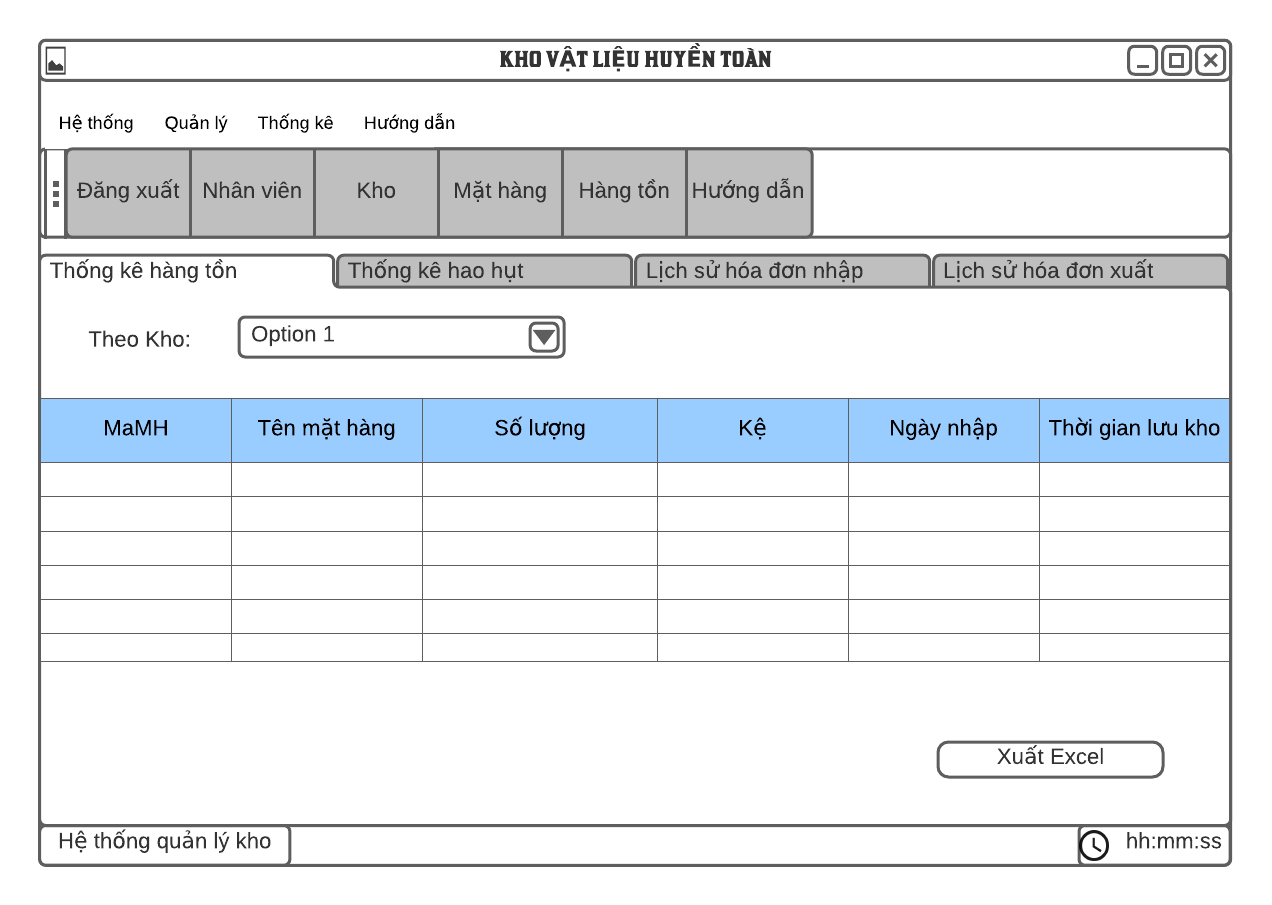 KHO VẬT LIỆU HUYỀN TOÀN
Hệ thống Quản lý Thống kê Hướng dẫn
Đăng xuất Nhân viên Kho Mặt hàng Hàng tồn Hướng dẫn
Thống kê hàng tồn Thống kê hao hụt Lịch sử hóa đơn nhập Lịch sử hóa đơn xuất
Theo Kho: Option 1
MaMH Tên mặt hàng Số lượng Kệ Ngày nhập Thời gian lưu kho
Xuất Excel
Hệ thống quản lý kho hh:mm:ss